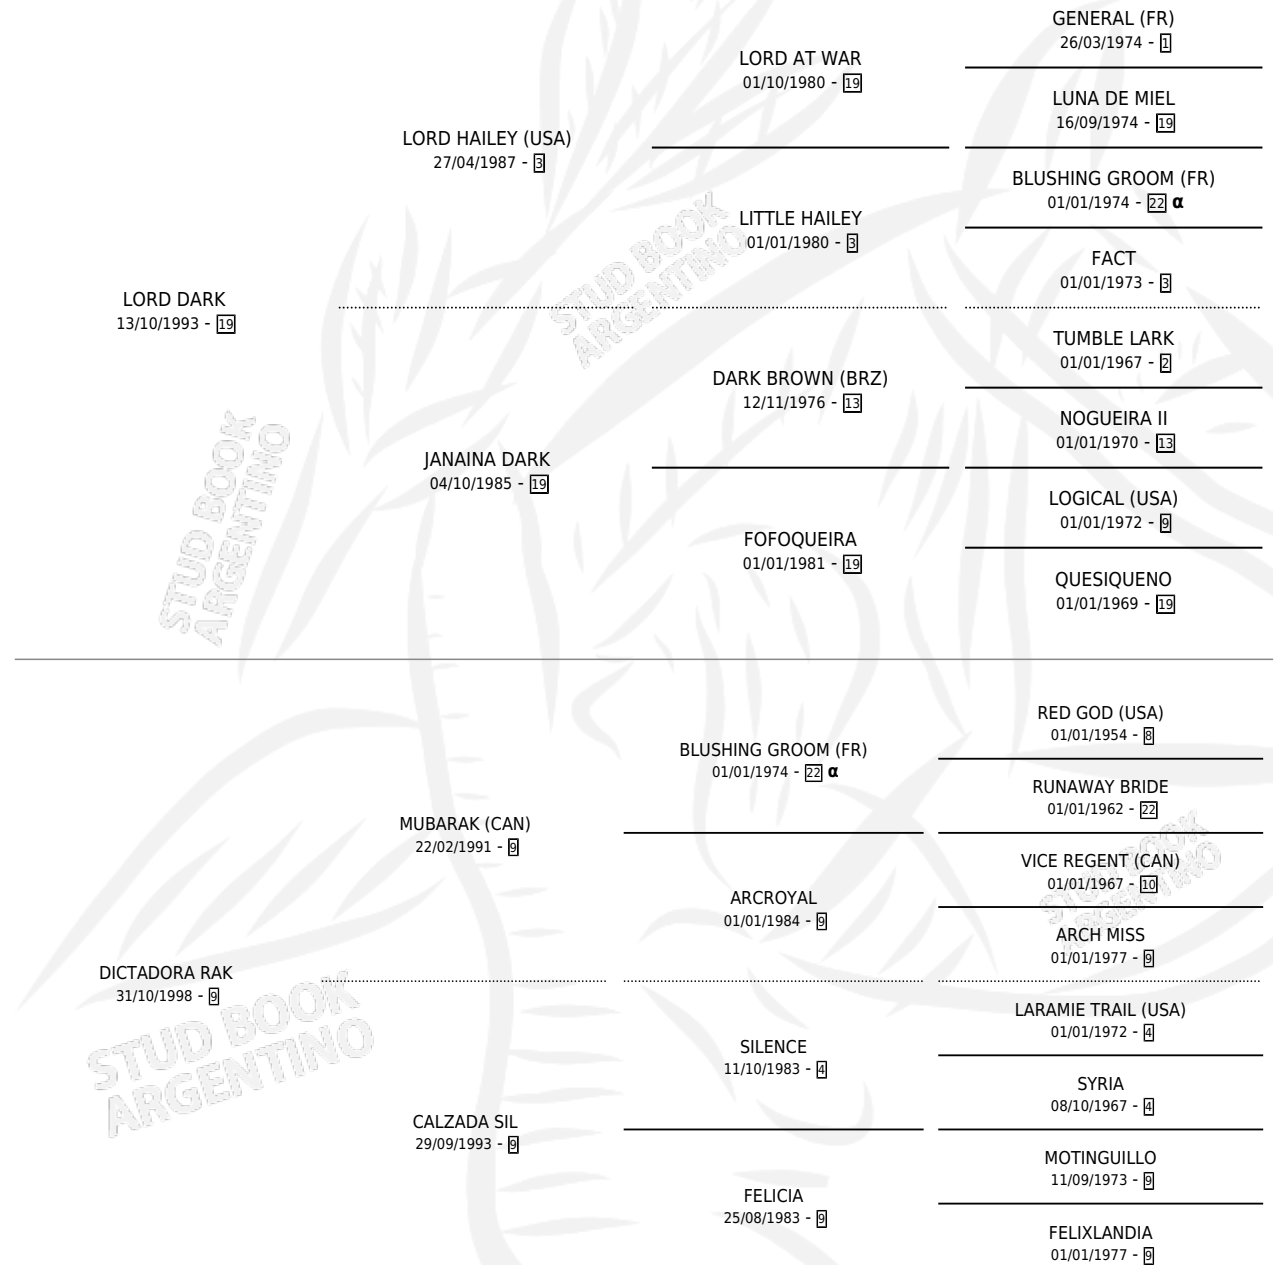 GENERAL (FR)
26/03/1974 - 1
LORD AT WAR
01/10/1980 - 19
LUNA DE MIEL
16/09/1974 - 19
LORD HAILEY (USA)
27/04/1987 - 3
BLUSHING GROOM (FR)
01/01/1974 - 22 α
LITTLE HAILEY
01/01/1980 - 3
FACT
01/01/1973 - 3
LORD DARK
13/10/1993 - 19
STUD BOOK
ARGENTINO
TUMBLE LARK
01/01/1967 - 2
DARK BROWN (BRZ)
12/11/1976 - 13
NOGUEIRA II
01/01/1970 - 13
JANAINA DARK
04/10/1985 - 19
LOGICAL (USA)
01/01/1972 - 9
FOFOQUEIRA
01/01/1981 - 19
QUESIQUENO
01/01/1969 - 19
STUD BOOK
ARGENTINO
RED GOD (USA)
01/01/1954 - 8
BLUSHING GROOM (FR)
01/01/1974 - 22 α
RUNAWAY BRIDE
01/01/1962 - 22
MUBARAK (CAN)
22/02/1991 - 9
VICE REGENT (CAN)
01/01/1967 - 10
STUD BOOK
ARGENTINO
ARCROYAL
01/01/1984 - 9
ARCH MISS
01/01/1977 - 9
DICTADORA RAK
31/10/1998 - 9
STUD BOOK
ARGENTINO
LARAMIE TRAIL (USA)
01/01/1972 - 4
SILENCE
11/10/1983 - 4
SYRIA
08/10/1967 - 4
CALZADA SIL
29/09/1993 - 9
MOTINGUILLO
11/09/1973 - 9
FELICIA
25/08/1983 - 9
FELIXLANDIA
01/01/1977 - 9